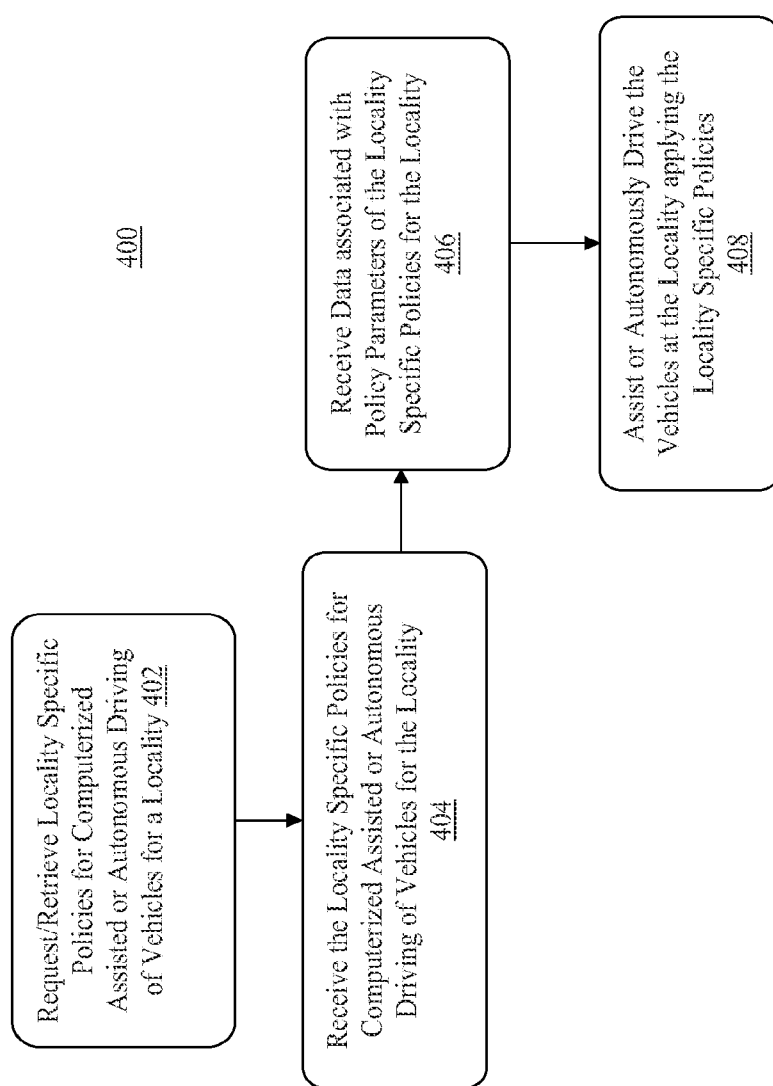 400
Request/Retrieve Locality Specific
Policies for Computerized
Assisted or Autonomous Driving
of Vehicles for a Locality 402
Receive the Locality Specific Policies for
Computerized Assisted or Autonomous
Driving of Vehicles for the Locality
404
Receive Data associated with
Policy Parameters of the Locality
Specific Policies for the Locality
406
Assist or Autonomously Drive the
Vehicles at the Locality applying the
Locality Specific Policies
408